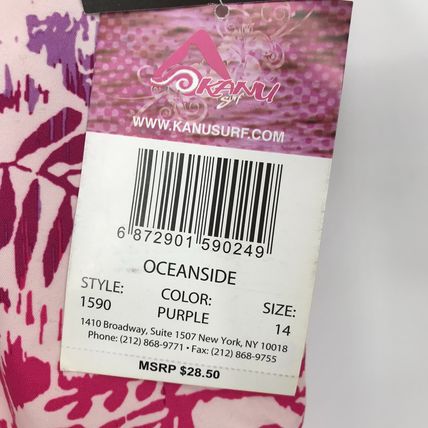 KANU
Surf
WWW.KANUSURF.COM
6 872901 590249
OCEANSIDE
STYLE: COLOR: SIZE:
1590 PURPLE 14
1410 Broadway, Suite 1507 New York, NY 10018
Phone: (212) 868-9771 • Fax: (212) 868-9755
MSRP $28.50